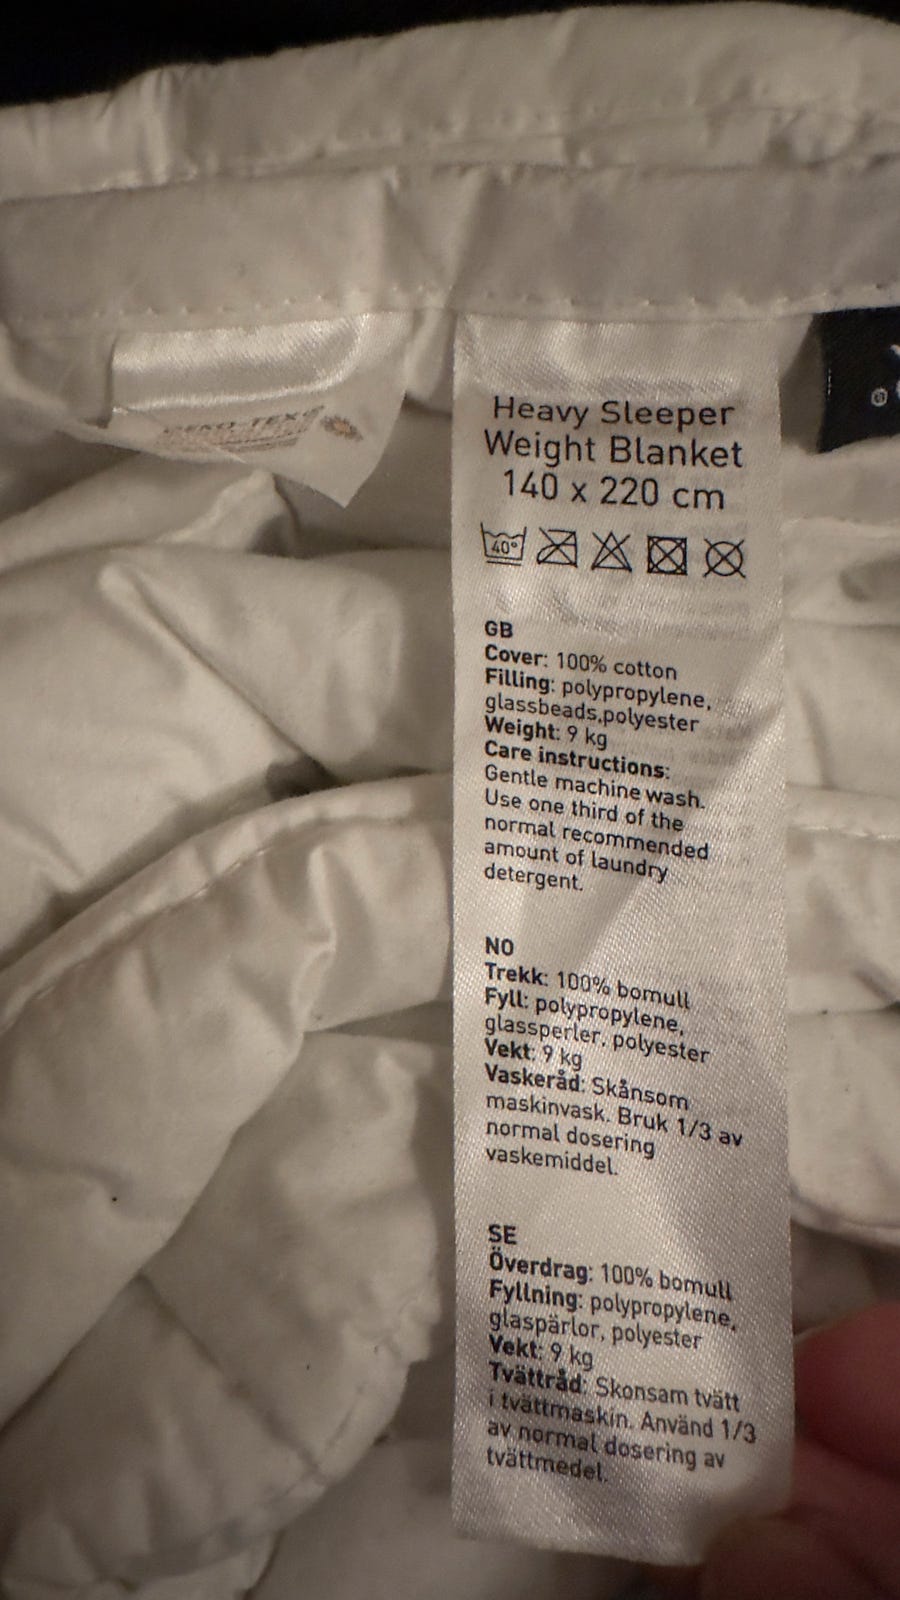 OEKO-TEX®
Heavy Sleeper
Weight Blanket
140 x 220 cm
40°
GB
Cover: 100% cotton
Filling: polypropylene,
glassbeads,polyester
Weight: 9 kg
Care instructions:
Gentle machine wash.
Use one third of the
normal recommended
amount of laundry
detergent.
NO
Trekk: 100% bomull
Fyll: polypropylene,
glassperler, polyester
Vekt: 9 kg
Vaskeråd: Skånsom
maskinvask. Bruk 1/3 av
normal dosering
vaskemiddel.
SE
Överdrag: 100% bomull
Fyllning: polypropylene,
glaspärlor, polyester
Vekt: 9 kg
Tvättråd: Skonsam tvätt
i tvättmaskin. Använd 1/3
av normal dosering av
tvättmedel.